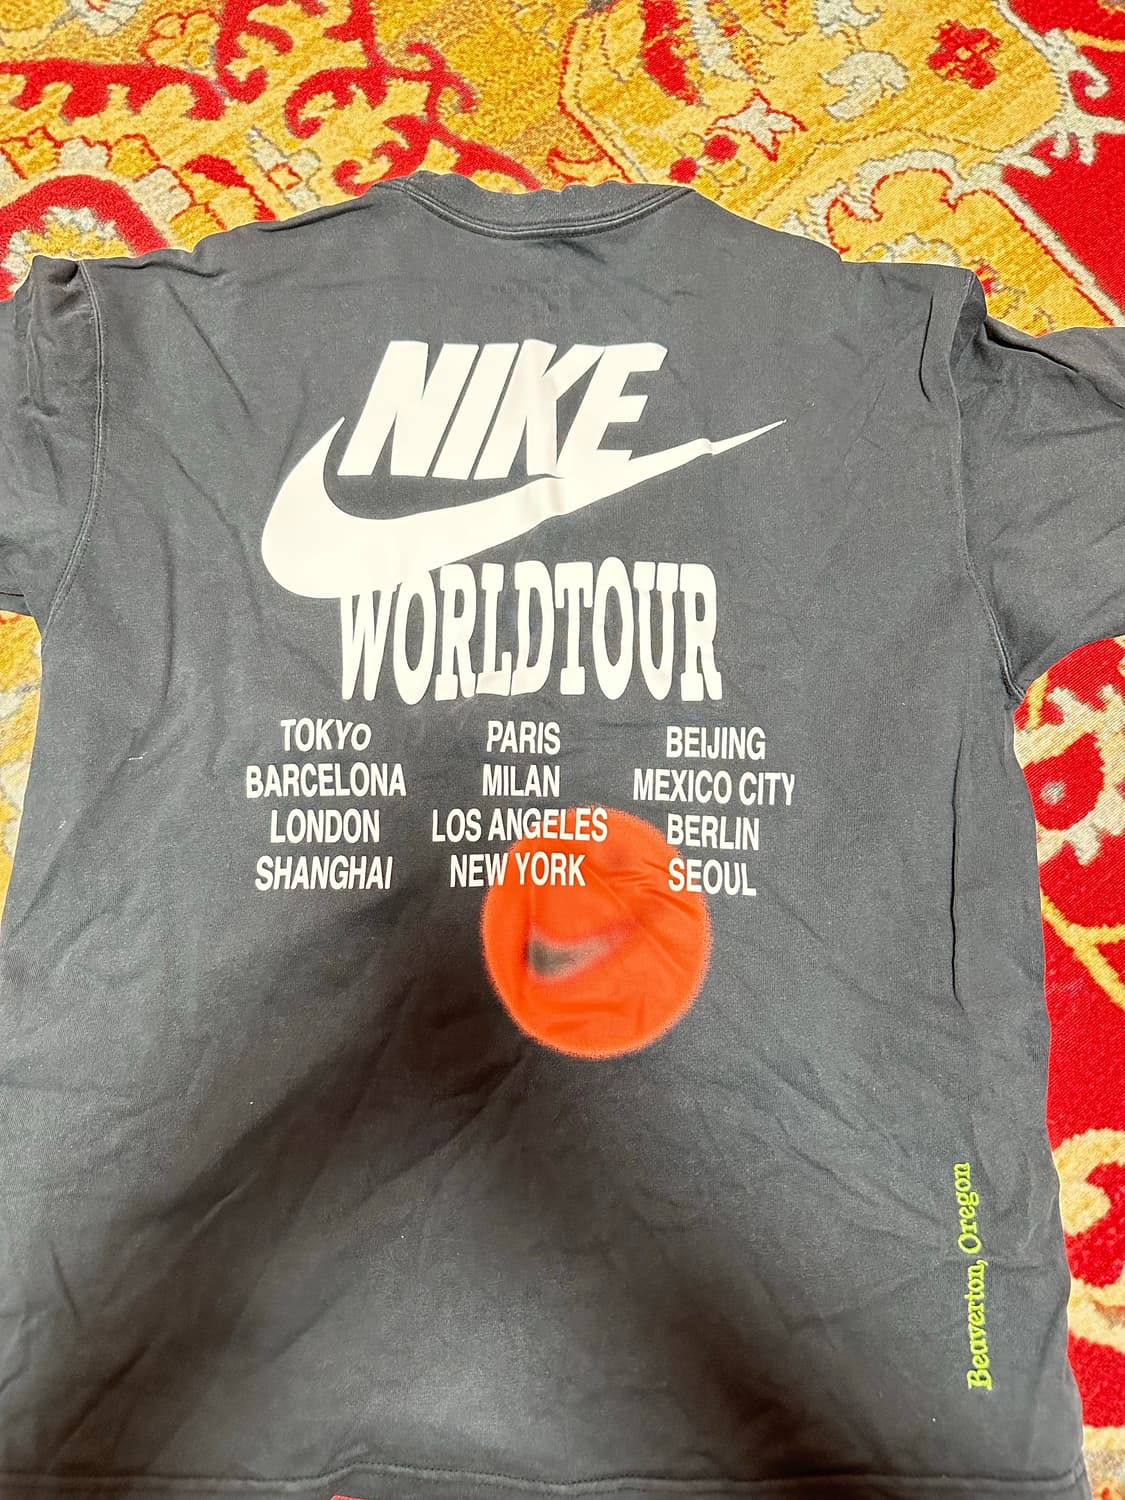 NIKE
WORLDTOUR
TOKYO PARIS BEIJING
BARCELONA MILAN MEXICO CITY
LONDON LOS ANGELES BERLIN
SHANGHAI NEW YORK SEOUL
Beaverton, Oregon